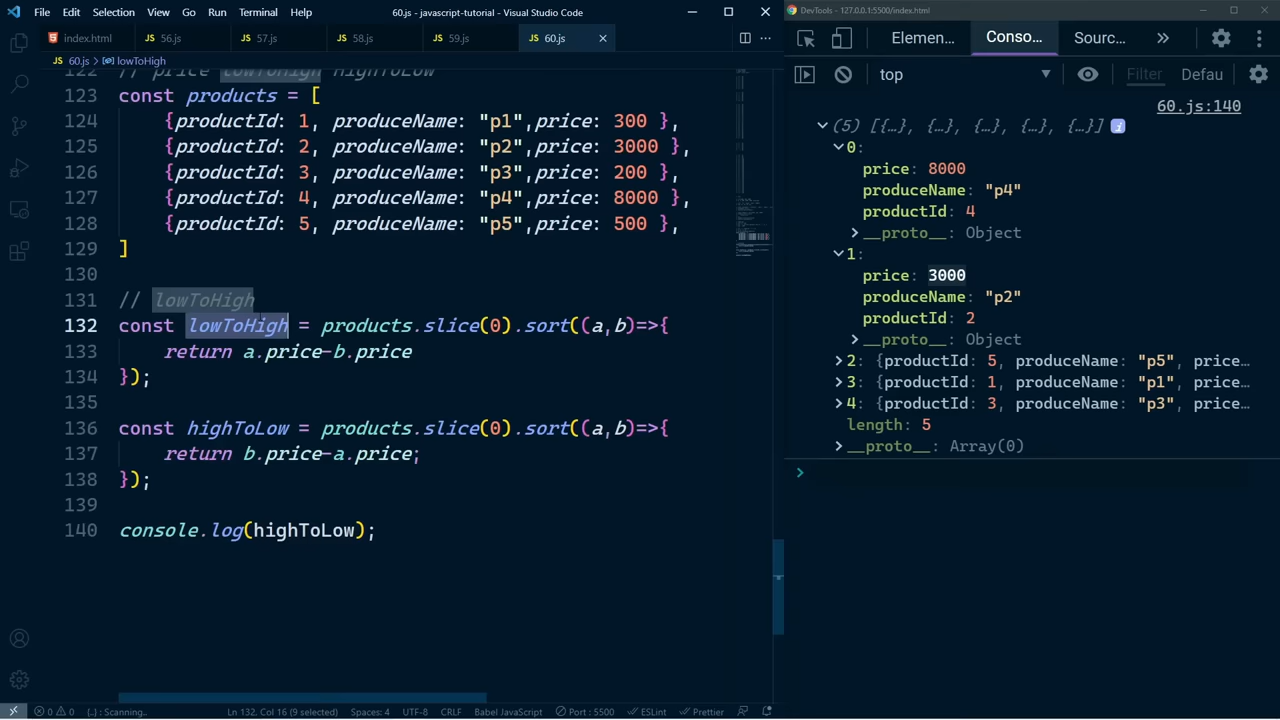 File Edit Selection View Go Run Terminal Help 60.js - javascript-tutorial - Visual Studio Code
index.html 56.js 57.js 58.js 59.js 60.js
60.js > lowToHigh
122 // price lowToHigh HighToLow
123 const products = [
124 {productId: 1, produceName: "p1",price: 300 },
125 {productId: 2, produceName: "p2",price: 3000 },
126 {productId: 3, produceName: "p3",price: 200 },
127 {productId: 4, produceName: "p4",price: 8000 },
128 {productId: 5, produceName: "p5",price: 500 },
129 ]
130
131 // lowToHigh
132 const lowToHigh = products.slice(0).sort((a,b)=>{
133 return a.price-b.price
134 });
135
136 const highToLow = products.slice(0).sort((a,b)=>{
137 return b.price-a.price;
138 });
139
140 console.log(highToLow);
0 0 {..}: Scanning.. Ln 132, Col 16 (9 selected) Spaces: 4 UTF-8 CRLF Babel JavaScript Port : 5500 ESLint Prettier
DevTools - 127.0.0.1:5500/index.html
Elemen... Conso... Sourc...
top Filter Defau
60.js:140
(5) [{…}, {…}, {…}, {…}, {…}] i
0:
price: 8000
produceName: "p4"
productId: 4
__proto__: Object
1:
price: 3000
produceName: "p2"
productId: 2
__proto__: Object
2: {productId: 5, produceName: "p5", price…
3: {productId: 1, produceName: "p1", price…
4: {productId: 3, produceName: "p3", price…
length: 5
__proto__: Array(0)